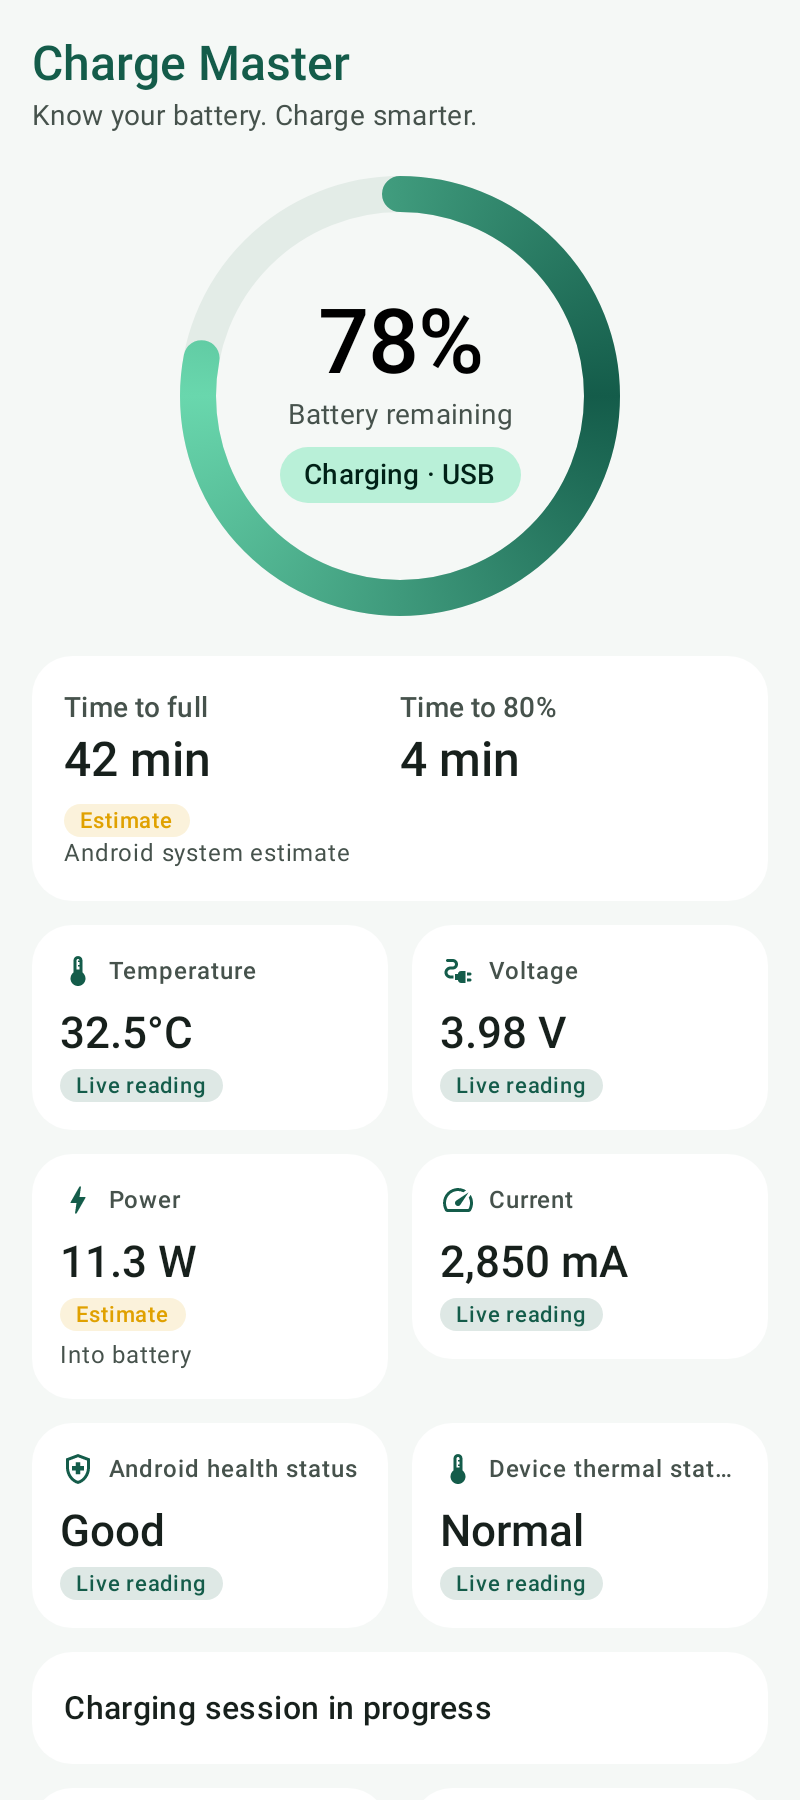 Charge Master
Know your battery. Charge smarter.
78%
Battery remaining
Charging · USB
Time to full
42 min
Estimate
Android system estimate
Time to 80%
4 min
Temperature
32.5°C
Live reading
Voltage
3.98 V
Live reading
Power
11.3 W
Estimate
Into battery
Current
2,850 mA
Live reading
Android health status
Good
Live reading
Device thermal stat…
Normal
Live reading
Charging session in progress